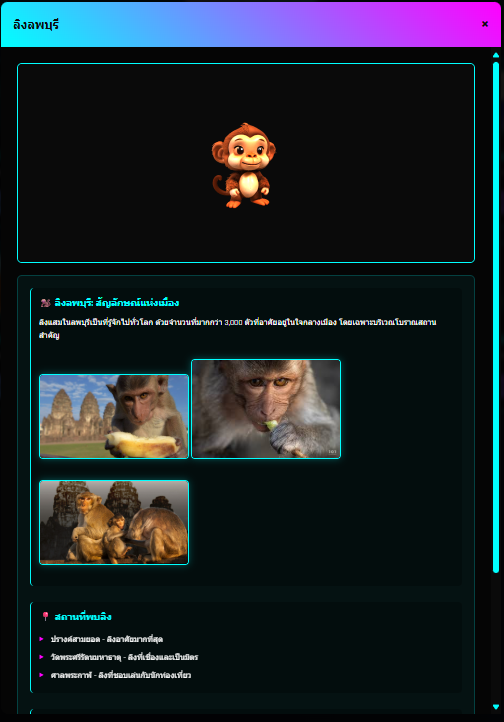 ลิงลพบุรี
ลิงลพบุรี: สัญลักษณ์แห่งเมือง
ลิงแสมในลพบุรีเป็นที่รู้จักไปทั่วโลก ด้วยจำนวนที่มากกว่า 3,000 ตัวที่อาศัยอยู่ในใจกลางเมือง โดยเฉพาะบริเวณโบราณสถาน
สำคัญ
สถานที่พบลิง
ปรางค์สามยอด - ลิงอาศัยมากที่สุด
วัดพระศรีรัตนมหาธาตุ - ลิงที่เชื่องและเป็นมิตร
ศาลพระกาฬ - ลิงที่ชอบเล่นกับนักท่องเที่ยว